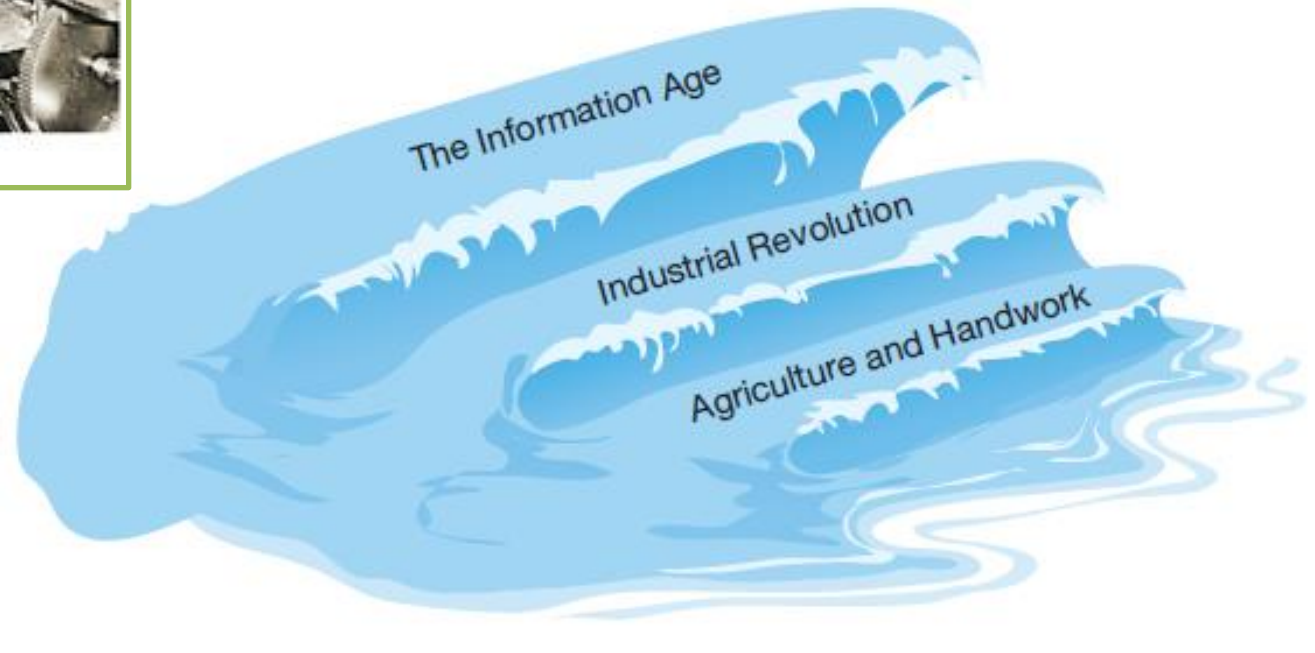 The Information Age
Industrial Revolution
Agriculture and Handwork